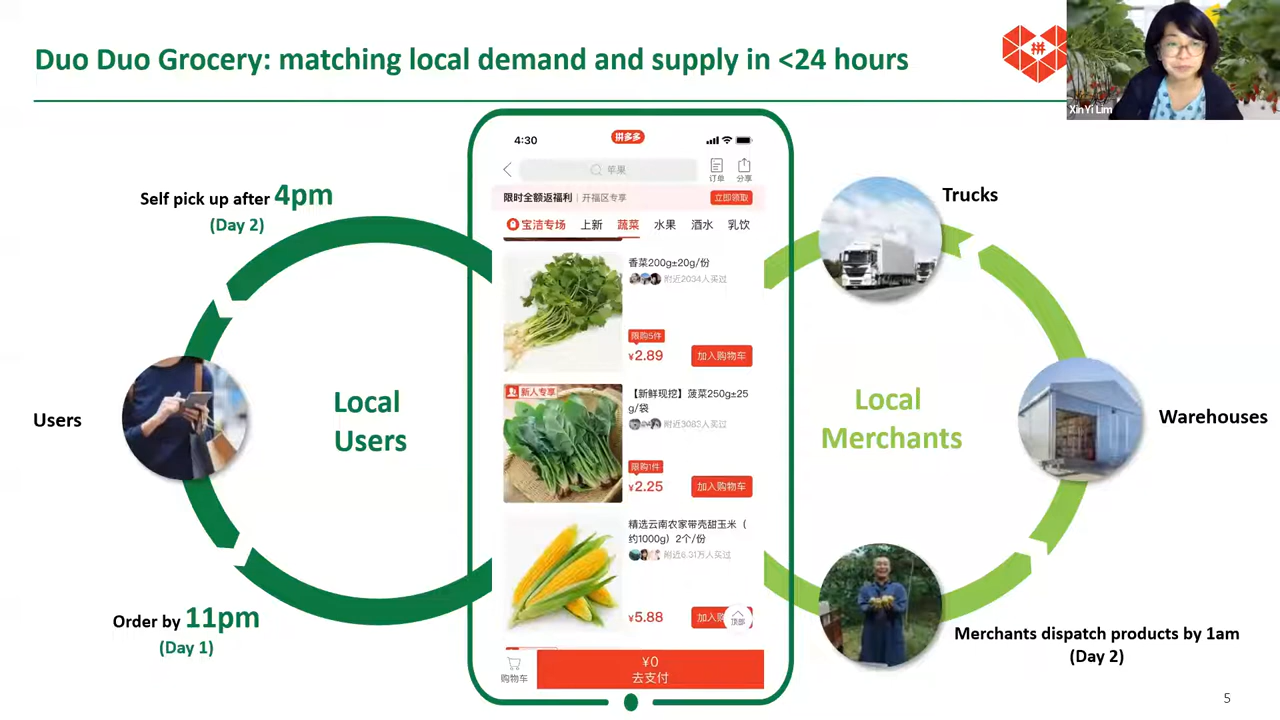 Duo Duo Grocery: matching local demand and supply in <24 hours
拼
XinYi Lim
Self pick up after 4pm
(Day 2)
Users
Local
Users
Order by 11pm
(Day 1)
4:30
拼多多
苹果
订单
分享
限时全额返福利 | 开福区专享
立即领取
宝洁专场 上新 蔬菜 水果 酒水 乳饮
香菜200g±20g/份
附近2034人买过
限购5件
¥2.89
加入购物车
新人专享
【新鲜现挖】菠菜250g±25
g/袋
附近3083人买过
限购1件
¥2.25
加入购物车
精选云南农家带壳甜玉米（
约1000g）2个/份
附近6.31万人买过
¥5.88
加入购
顶部
购物车
¥0
去支付
Trucks
Local
Merchants
Warehouses
Merchants dispatch products by 1am
(Day 2)
5